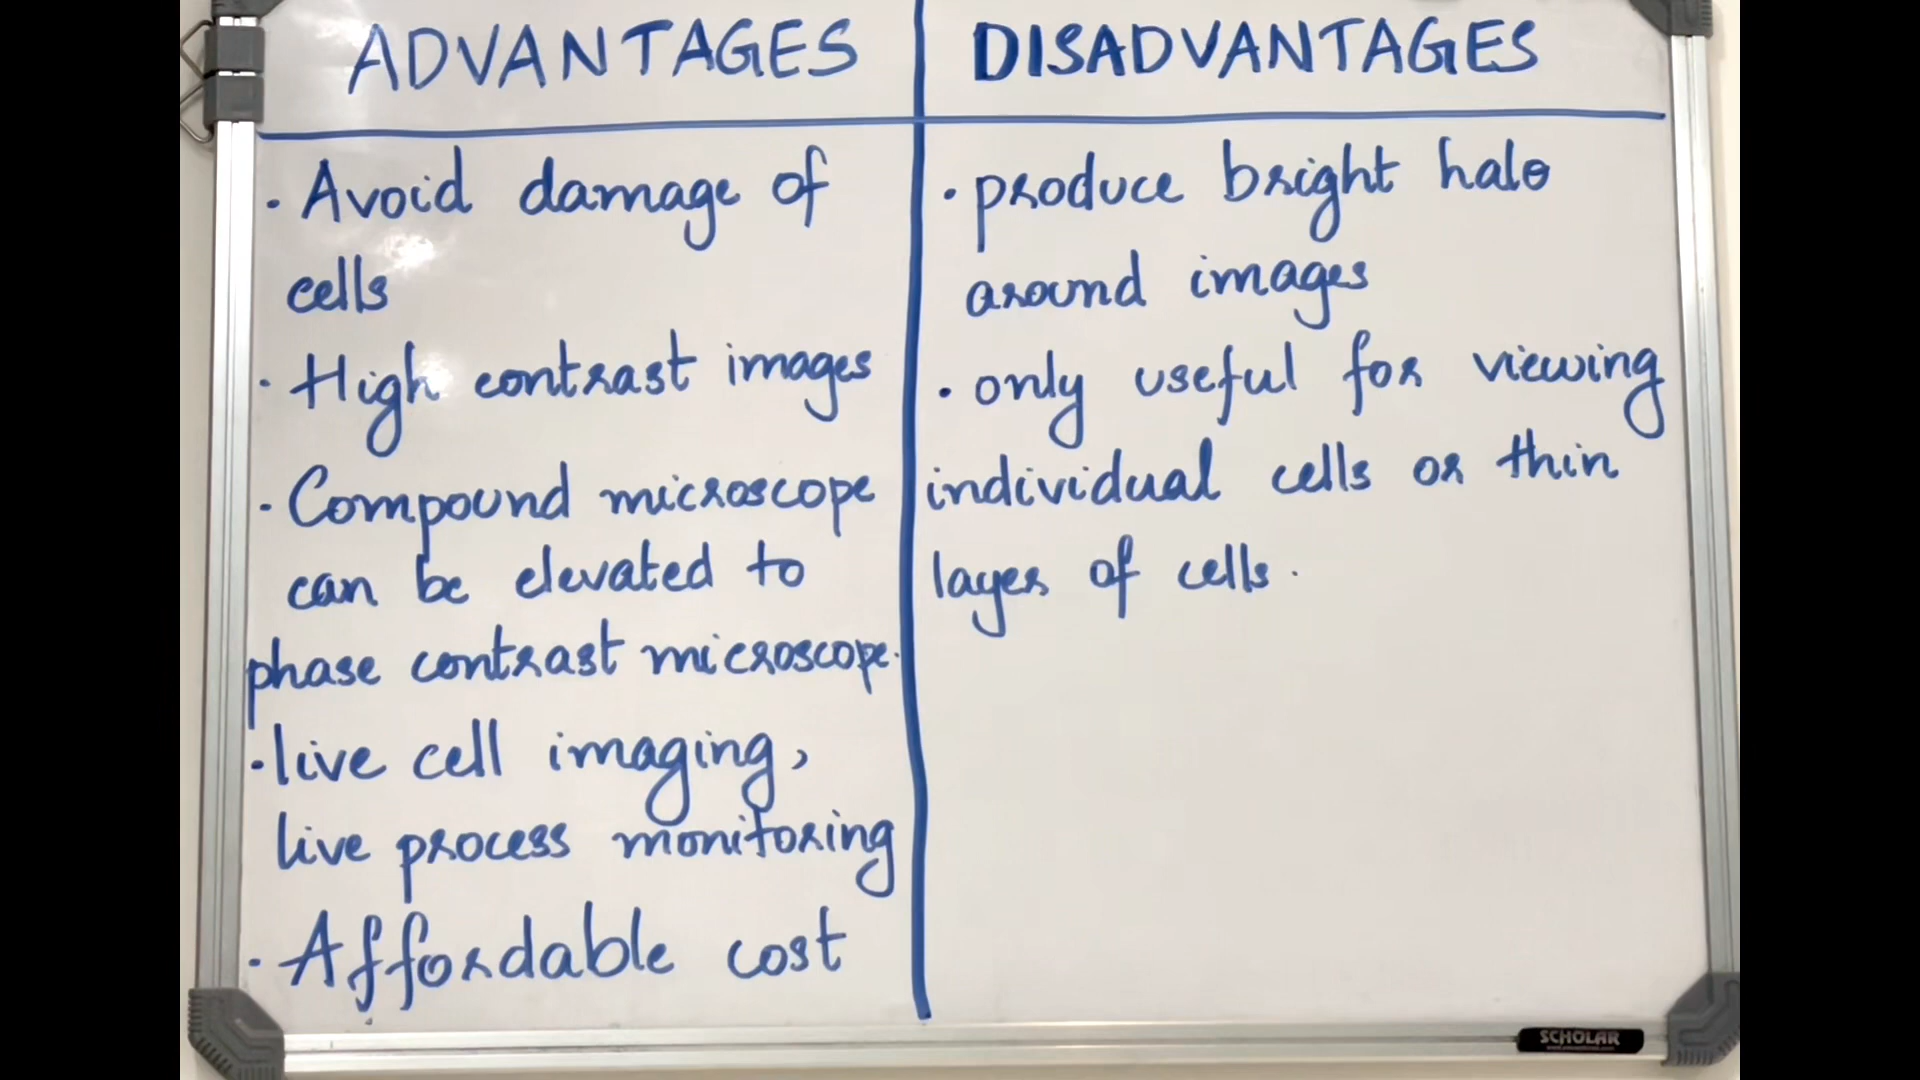 ADVANTAGES
· Avoid damage of
cells
· High contrast images
· Compound microscope
can be elevated to
phase contrast microscope.
· live cell imaging,
live process monitoring
· Affordable cost
DISADVANTAGES
· produce bright halo
around images
· only useful for viewing
individual cells or thin
layer of cells.
SCHOLAR